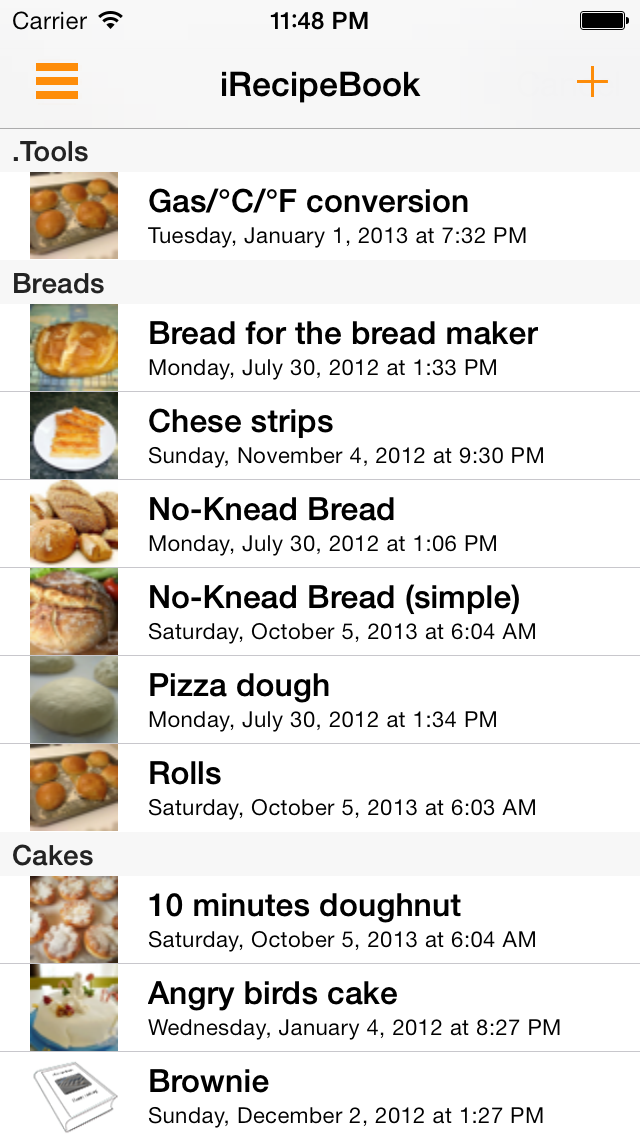 Carrier 11:48 PM
iRecipeBook
.Tools
Gas/°C/°F conversion
Tuesday, January 1, 2013 at 7:32 PM
Breads
Bread for the bread maker
Monday, July 30, 2012 at 1:33 PM
Chese strips
Sunday, November 4, 2012 at 9:30 PM
No-Knead Bread
Monday, July 30, 2012 at 1:06 PM
No-Knead Bread (simple)
Saturday, October 5, 2013 at 6:04 AM
Pizza dough
Monday, July 30, 2012 at 1:34 PM
Rolls
Saturday, October 5, 2013 at 6:03 AM
Cakes
10 minutes doughnut
Saturday, October 5, 2013 at 6:04 AM
Angry birds cake
Wednesday, January 4, 2012 at 8:27 PM
Brownie
Sunday, December 2, 2012 at 1:27 PM